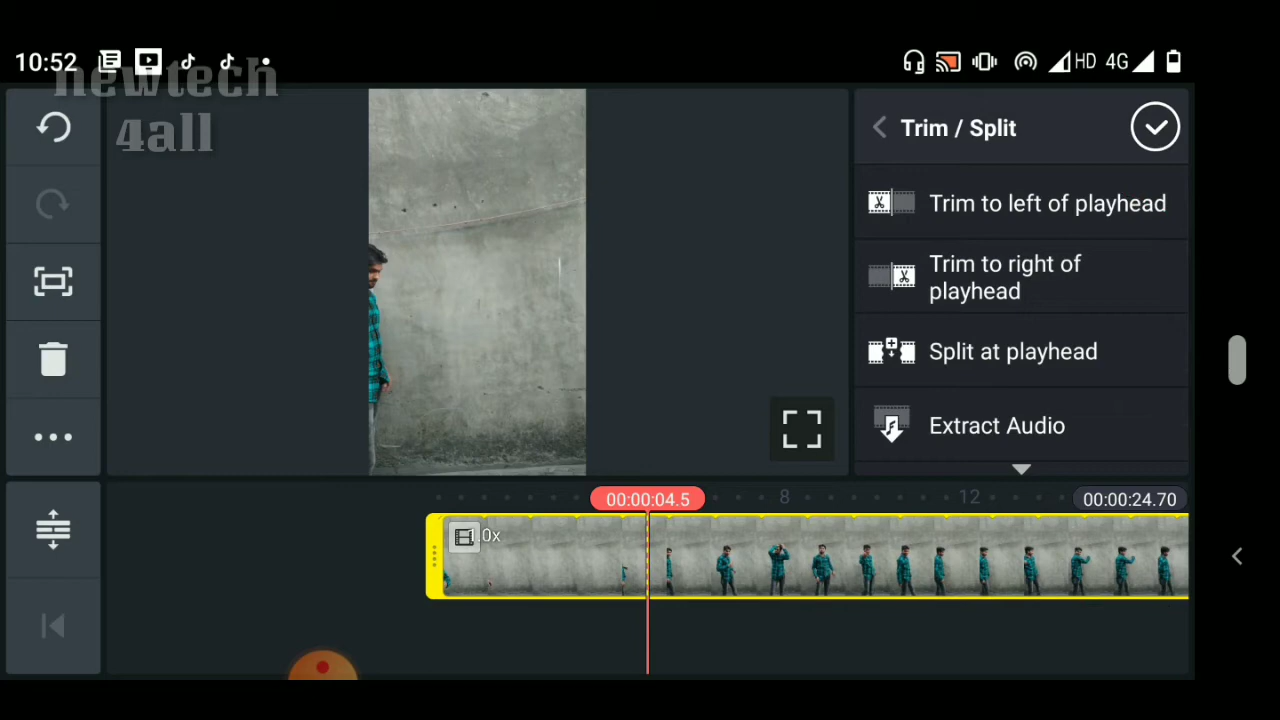 10:52
HD 4G
newtech
4all
Trim / Split
Trim to left of playhead
Trim to right of
playhead
Split at playhead
Extract Audio
00:00:04.5
8
12
00:00:24.70
1.0x